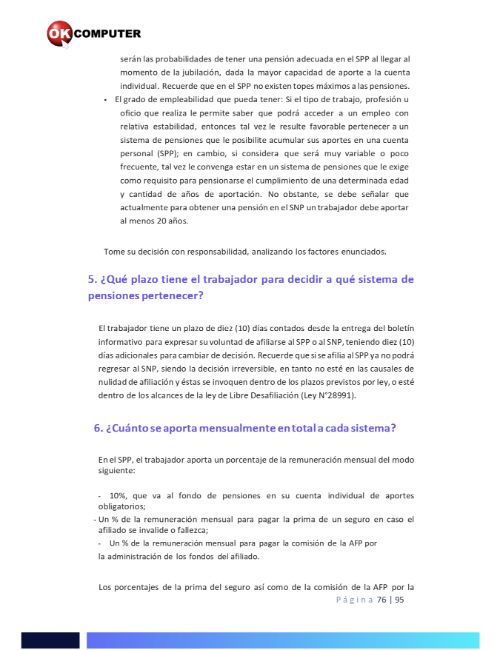 OK COMPUTER
serán las probabilidades de tener una pensión adecuada en el SPP al llegar al
momento de la jubilación, dada la mayor capacidad de aporte a la cuenta
individual. Recuerde que en el SPP no existen topes máximos a las pensiones.
• El grado de empleabilidad que pueda tener: Si el tipo de trabajo, profesión u
oficio que realiza le permite saber que podrá acceder a un empleo con
relativa estabilidad, entonces tal vez le resulte favorable pertenecer a un
sistema de pensiones que le posibilite acumular sus aportes en una cuenta
personal (SPP); en cambio, si considera que será muy variable o poco
frecuente, tal vez le convenga estar en un sistema de pensiones que le exige
como requisito para pensionarse el cumplimiento de una determinada edad
y cantidad de años de aportación. No obstante, se debe señalar que
actualmente para obtener una pensión en el SNP un trabajador debe aportar
al menos 20 años.
Tome su decisión con responsabilidad, analizando los factores enunciados.
5. ¿Qué plazo tiene el trabajador para decidir a qué sistema de
pensiones pertenecer?
El trabajador tiene un plazo de diez (10) días contados desde la entrega del boletín
informativo para expresar su voluntad de afiliarse al SPP o al SNP, teniendo diez (10)
días adicionales para cambiar de decisión. Recuerde que si se afilia al SPP ya no podrá
regresar al SNP, siendo la decisión irreversible, en tanto no esté en las causales de
nulidad de afiliación y éstas se invoquen dentro de los plazos previstos por ley, o esté
dentro de los alcances de la ley de Libre Desafiliación (Ley N°28991).
6. ¿Cuánto se aporta mensualmente en total a cada sistema?
En el SPP, el trabajador aporta un porcentaje de la remuneración mensual del modo
siguiente:
- 10%, que va al fondo de pensiones en su cuenta individual de aportes
obligatorios;
- Un % de la remuneración mensual para pagar la prima de un seguro en caso el
afiliado se invalide o fallezca;
- Un % de la remuneración mensual para pagar la comisión de la AFP por
la administración de los fondos del afiliado.
Los porcentajes de la prima del seguro así como de la comisión de la AFP por la
Página 76 | 95